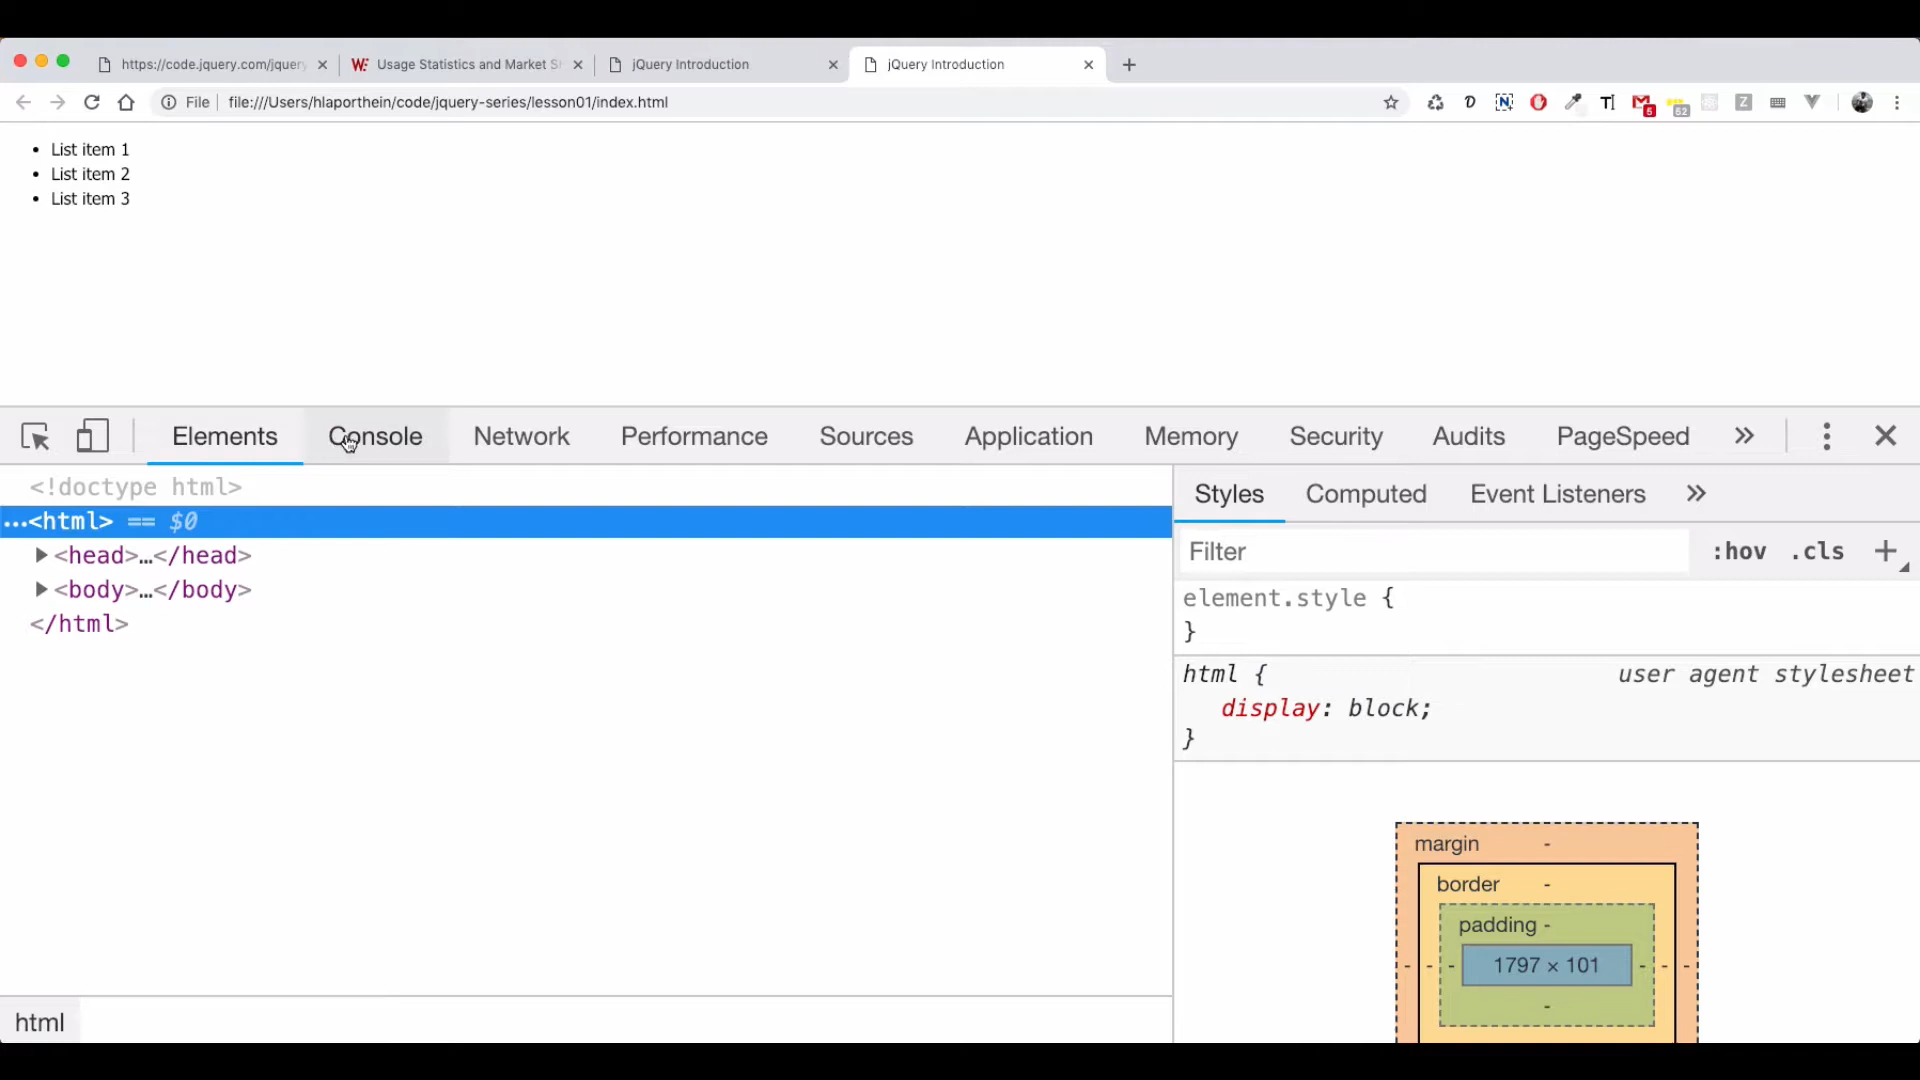 https://code.jquery.com/jquery
W: Usage Statistics and Market S
jQuery Introduction
jQuery Introduction
File file:///Users/hlaporthein/code/jquery-series/lesson01/index.html
5
62
• List item 1
• List item 2
• List item 3
Elements Console Network Performance Sources Application Memory Security Audits PageSpeed
<!doctype html>
…<html> == $0
<head>…</head>
<body>…</body>
</html>
html
Styles Computed Event Listeners
Filter :hov .cls
element.style {
}
html { user agent stylesheet
display: block;
}
margin -
border -
padding -
- - - 1797 × 101 - - -
-